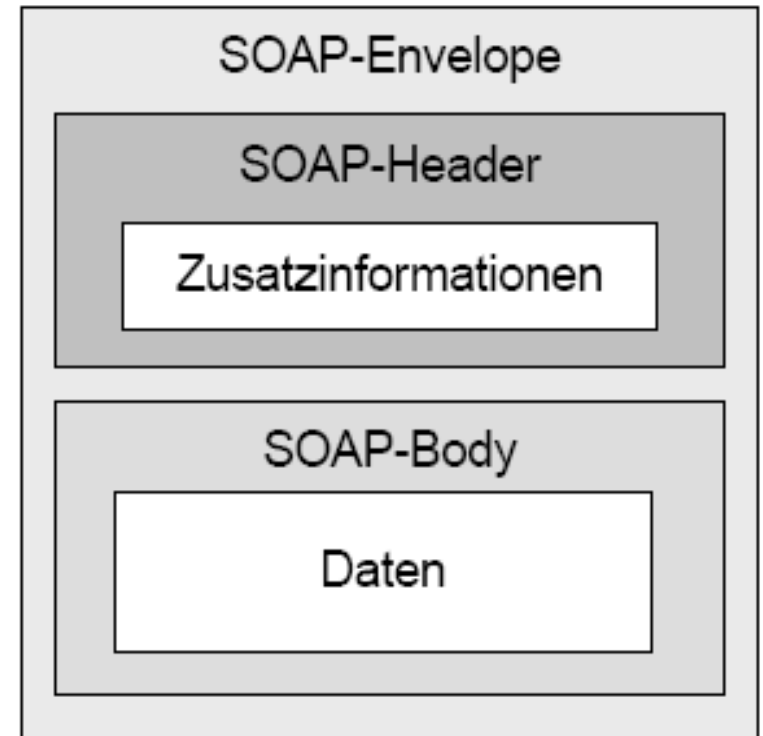 SOAP-Envelope
SOAP-Header
Zusatzinformationen
SOAP-Body
Daten